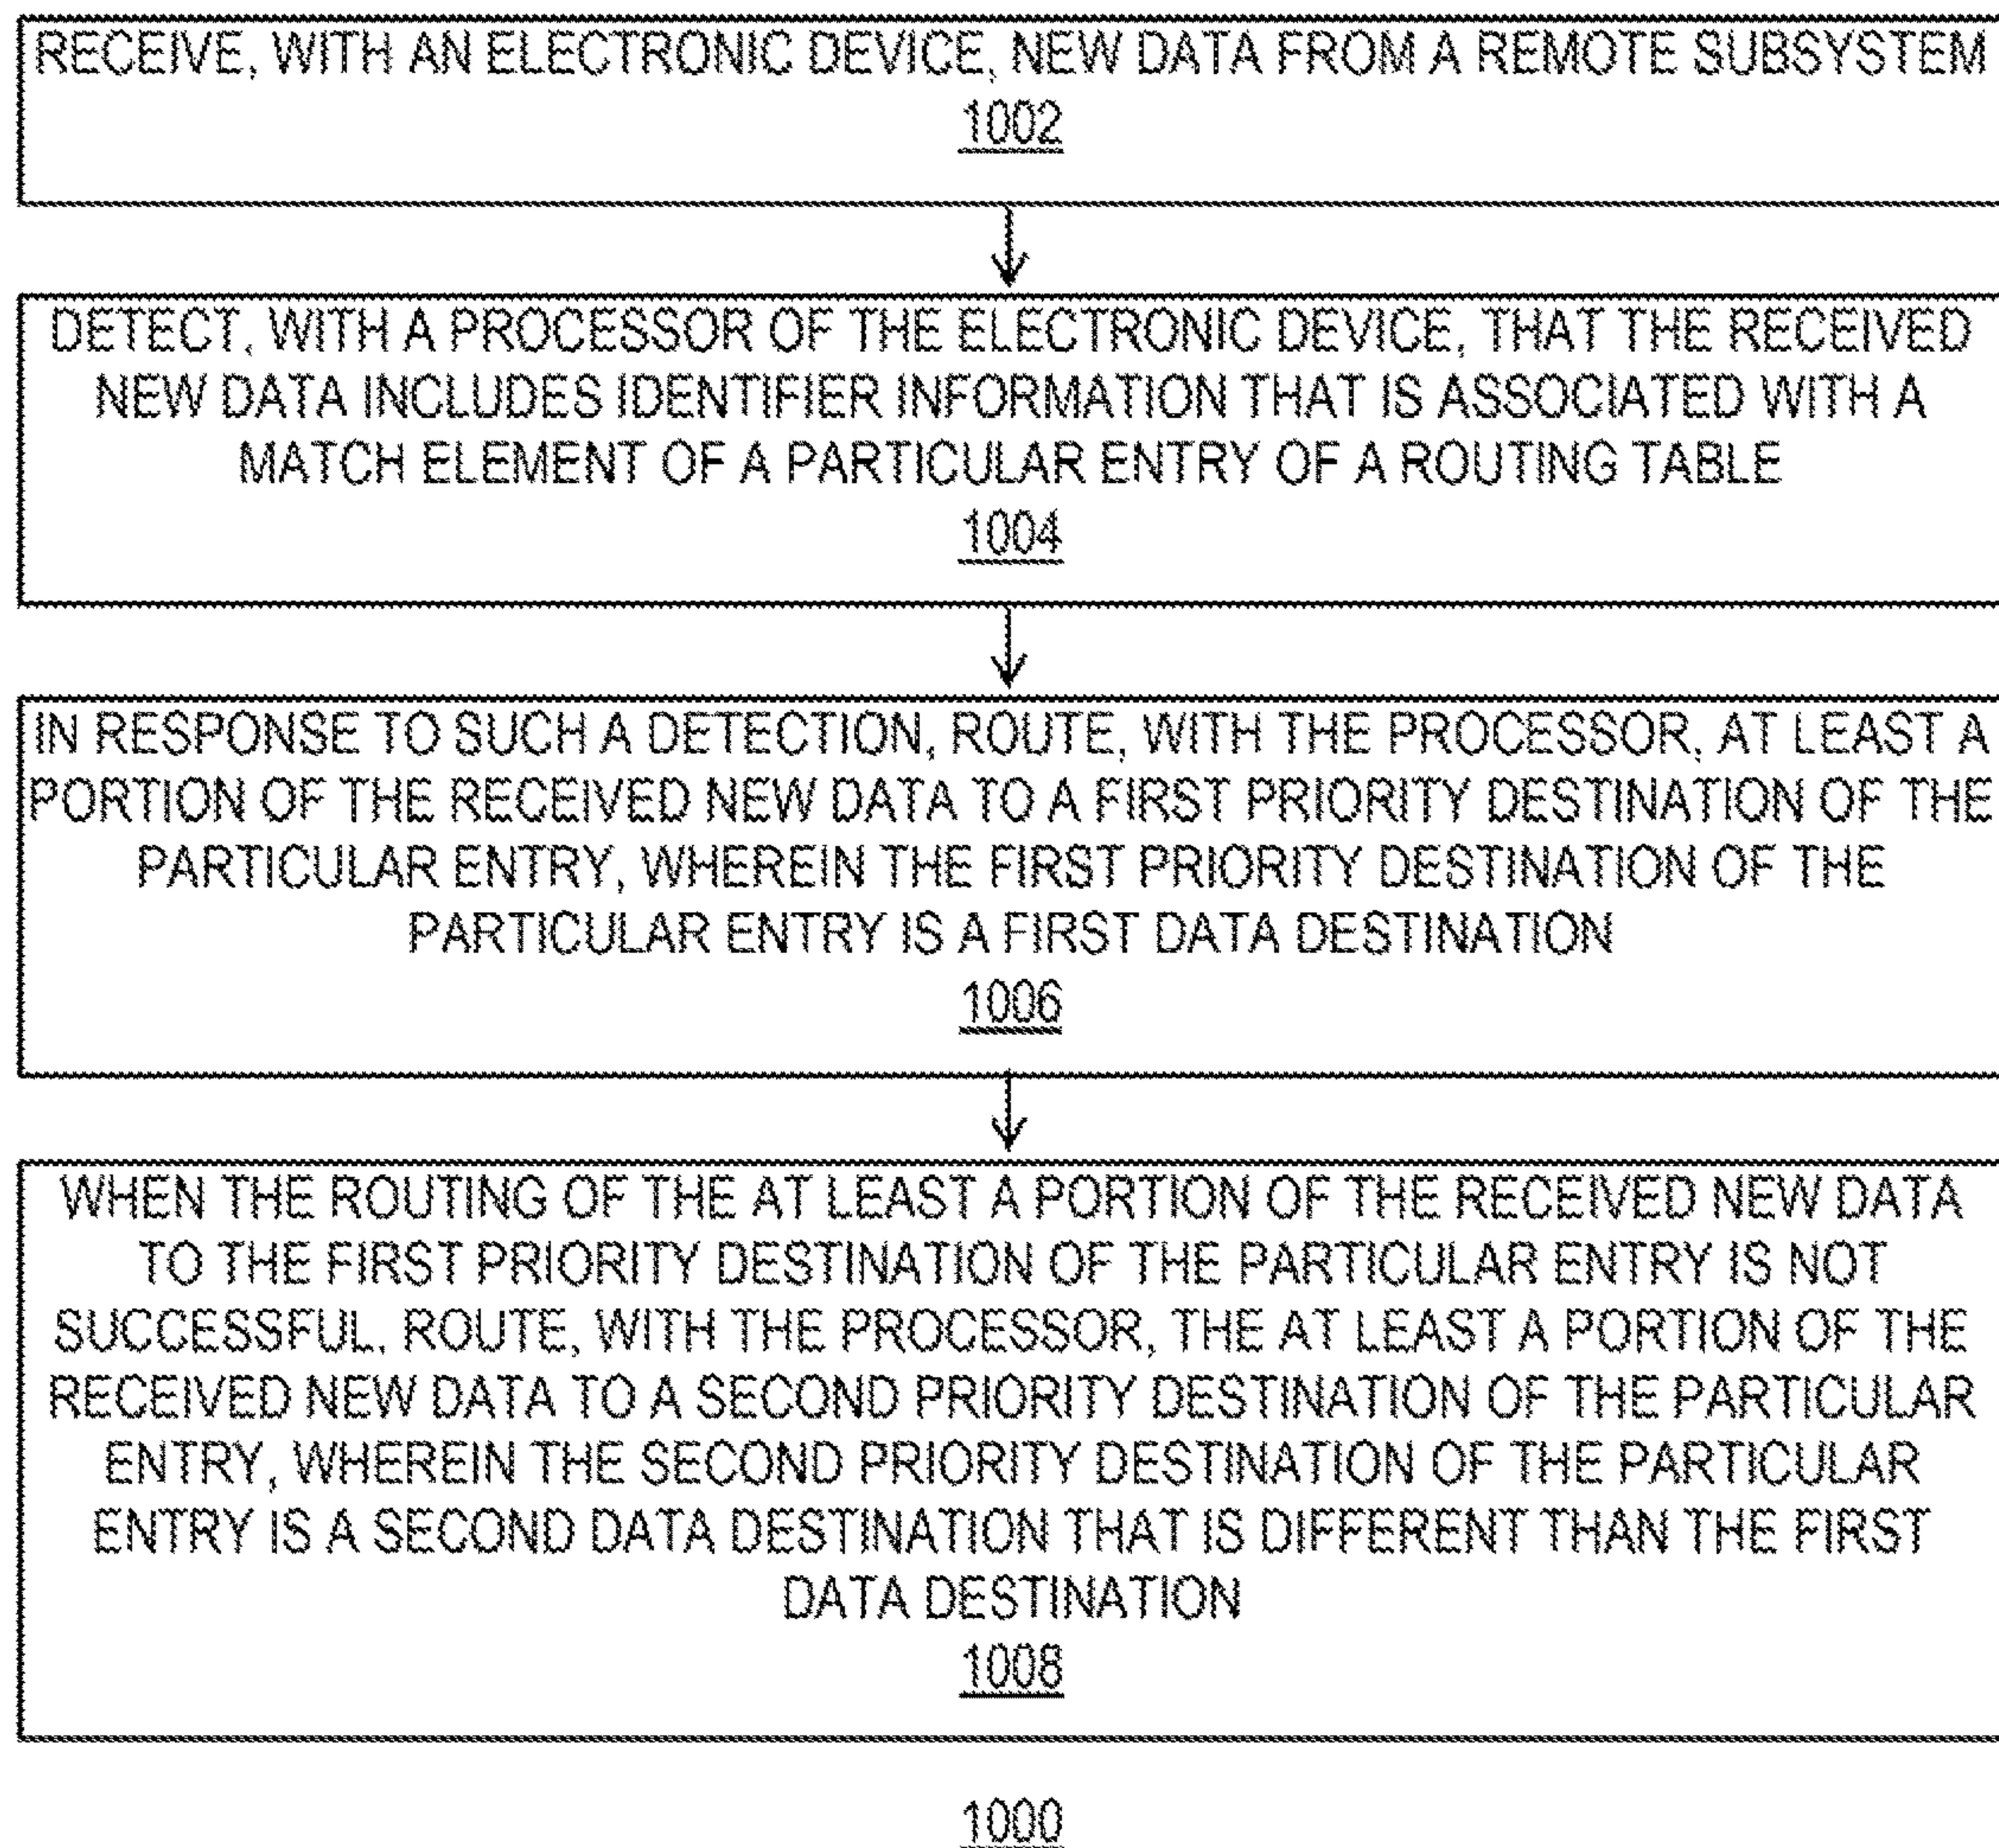 RECEIVE, WITH AN ELECTRONIC DEVICE, NEW DATA FROM A REMOTE SUBSYSTEM
1002
DETECT, WITH A PROCESSOR OF THE ELECTRONIC DEVICE, THAT THE RECEIVED
NEW DATA INCLUDES IDENTIFIER INFORMATION THAT IS ASSOCIATED WITH A
MATCH ELEMENT OF A PARTICULAR ENTRY OF A ROUTING TABLE
1004
IN RESPONSE TO SUCH A DETECTION, ROUTE, WITH THE PROCESSOR, AT LEAST A
PORTION OF THE RECEIVED NEW DATA TO A FIRST PRIORITY DESTINATION OF THE
PARTICULAR ENTRY, WHEREIN THE FIRST PRIORITY DESTINATION OF THE
PARTICULAR ENTRY IS A FIRST DATA DESTINATION
1006
WHEN THE ROUTING OF THE AT LEAST A PORTION OF THE RECEIVED NEW DATA
TO THE FIRST PRIORITY DESTINATION OF THE PARTICULAR ENTRY IS NOT
SUCCESSFUL, ROUTE, WITH THE PROCESSOR, THE AT LEAST A PORTION OF THE
RECEIVED NEW DATA TO A SECOND PRIORITY DESTINATION OF THE PARTICULAR
ENTRY, WHEREIN THE SECOND PRIORITY DESTINATION OF THE PARTICULAR
ENTRY IS A SECOND DATA DESTINATION THAT IS DIFFERENT THAN THE FIRST
DATA DESTINATION
1008
1000